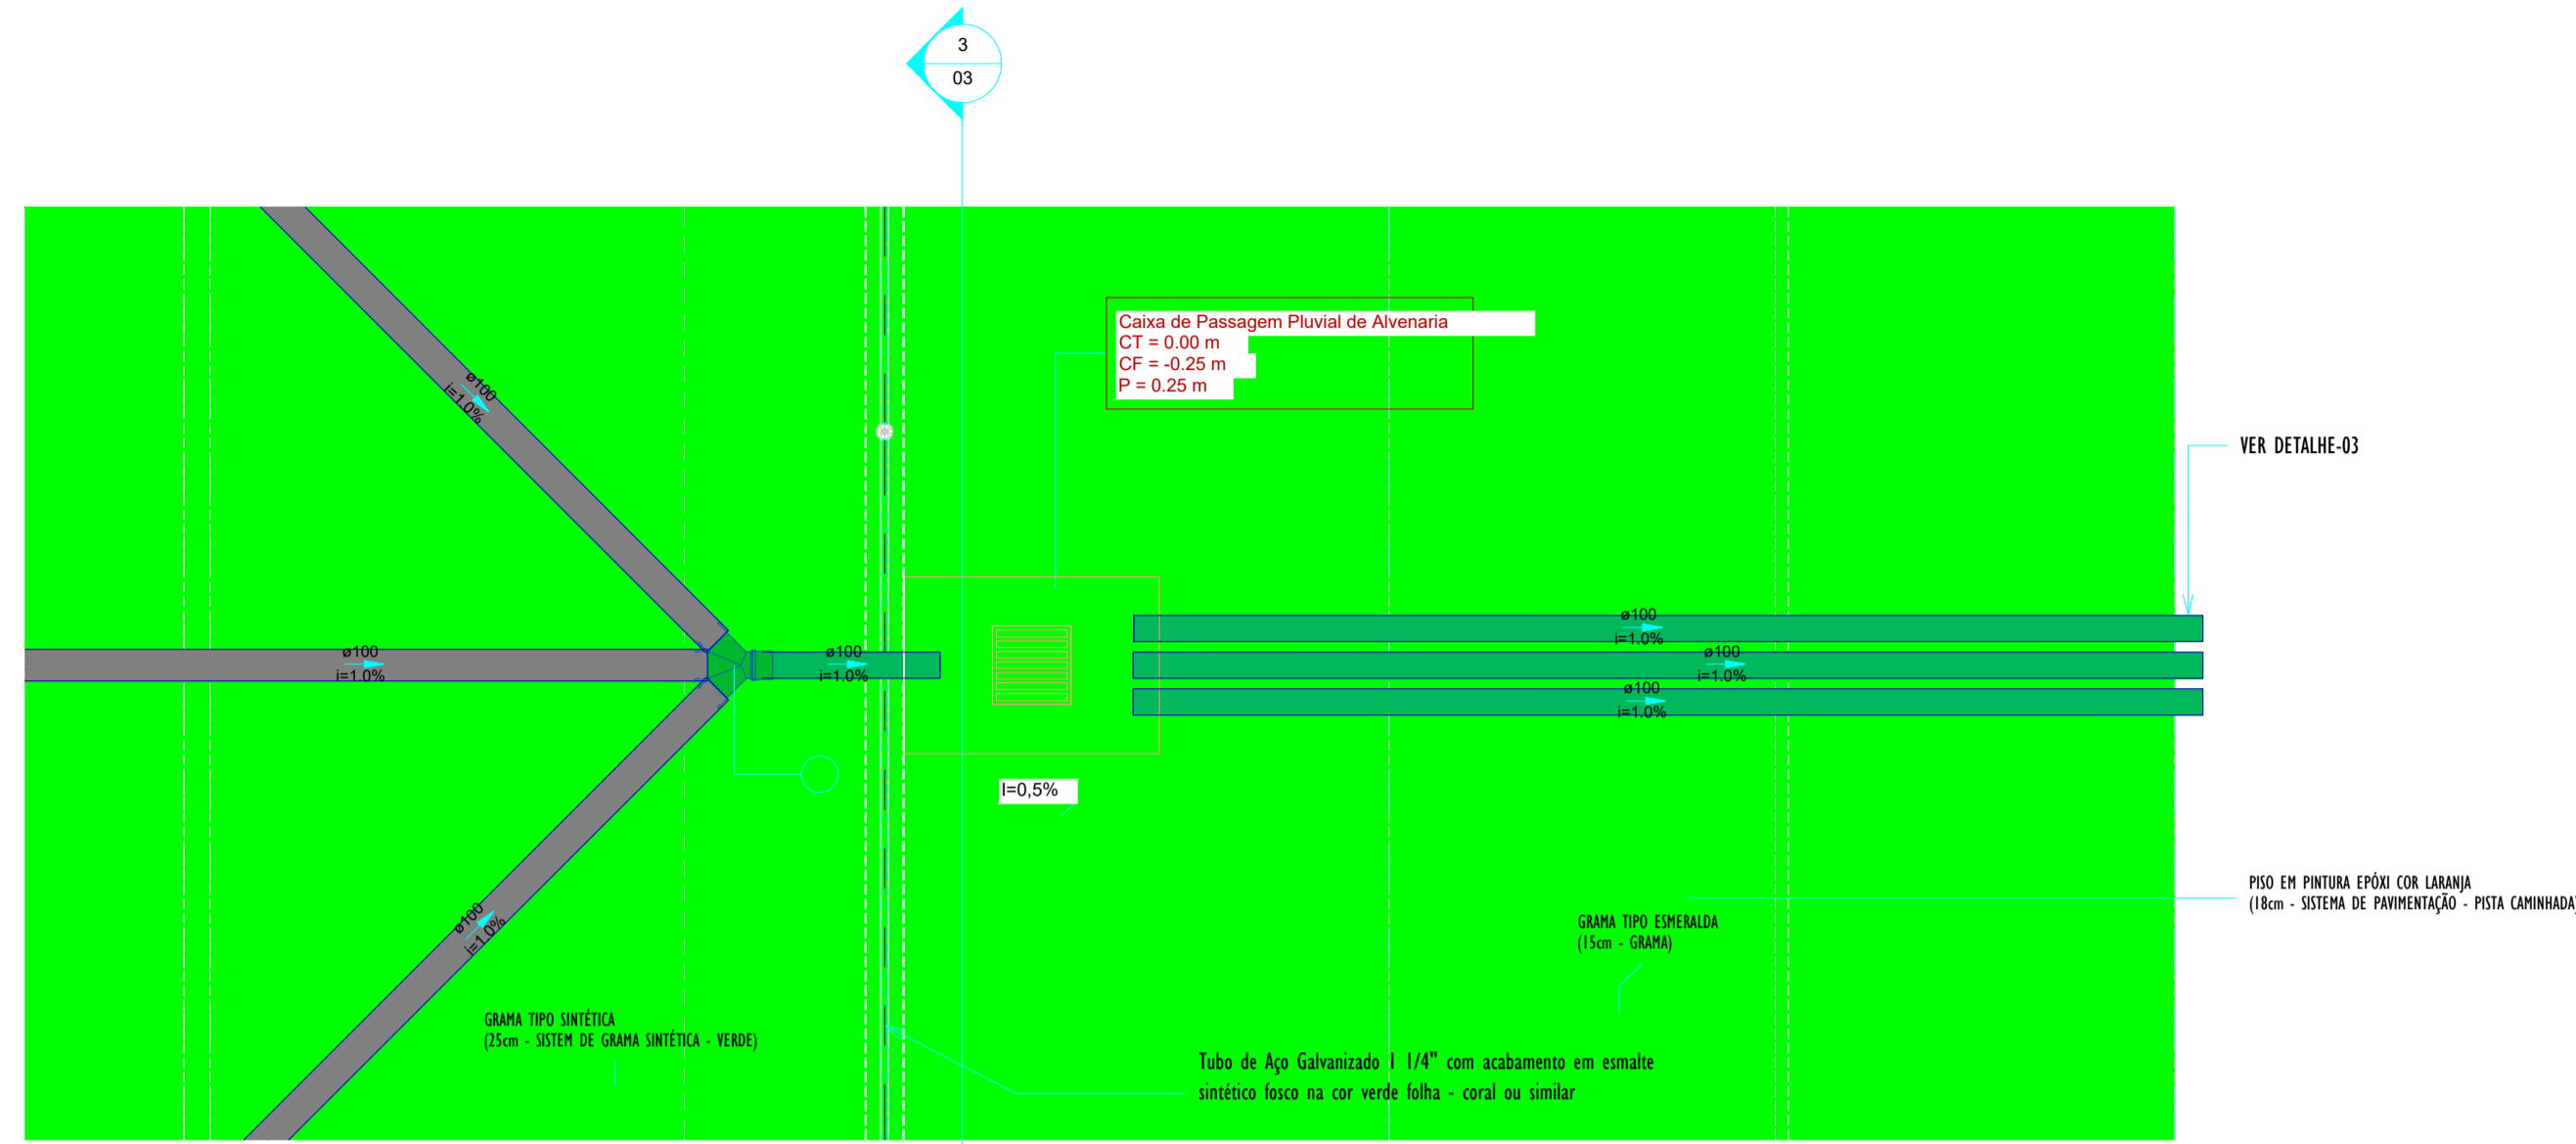 3
03
Caixa de Passagem Pluvial de Alvenaria
CT = 0.00 m
CF = -0.25 m
P = 0.25 m
ø100
i=1.0%
VER DETALHE-03
ø100
i=1.0%
ø100
i=1.0%
ø100
i=1.0%
ø100
i=1.0%
ø100
i=1.0%
I=0,5%
PISO EM PINTURA EPÓXI COR LARANJA
(18cm - SISTEMA DE PAVIMENTAÇÃO - PISTA CAMINHADA)
GRAMA TIPO ESMERALDA
(15cm - GRAMA)
ø100
i=1.0%
GRAMA TIPO SINTÉTICA
(25cm - SISTEM DE GRAMA SINTÉTICA - VERDE)
Tubo de Aço Galvanizado 1 1/4" com acabamento em esmalte
sintético fosco na cor verde folha - coral ou similar